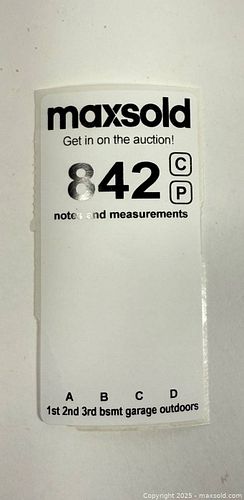 maxsold
Get in on the auction!
842 C
P
notes and measurements
A B C D
1st 2nd 3rd bsmt garage outdoors
Copyright © 2025 - maxsold.com